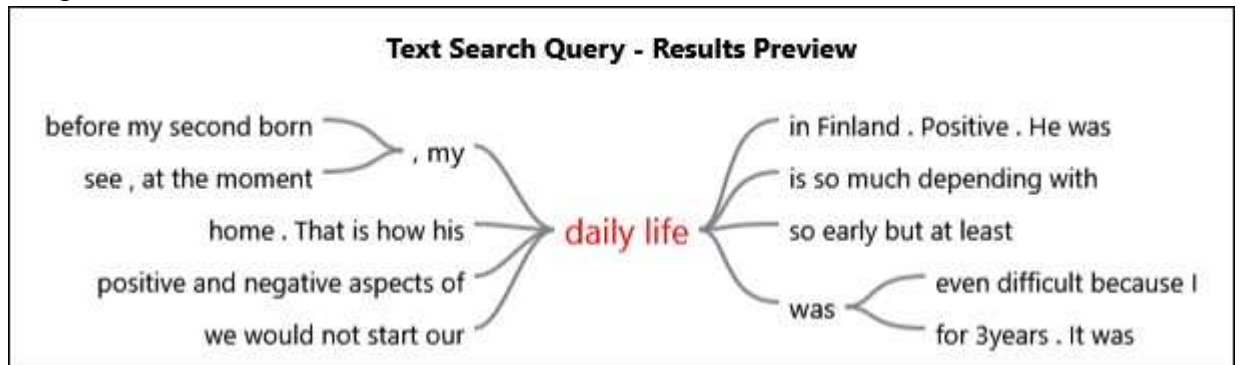 Text Search Query - Results Preview
before my second born
see , at the moment
, my
home . That is how his
positive and negative aspects of
we would not start our
daily life
in Finland . Positive . He was
is so much depending with
so early but at least
was
even difficult because I
for 3years . It was